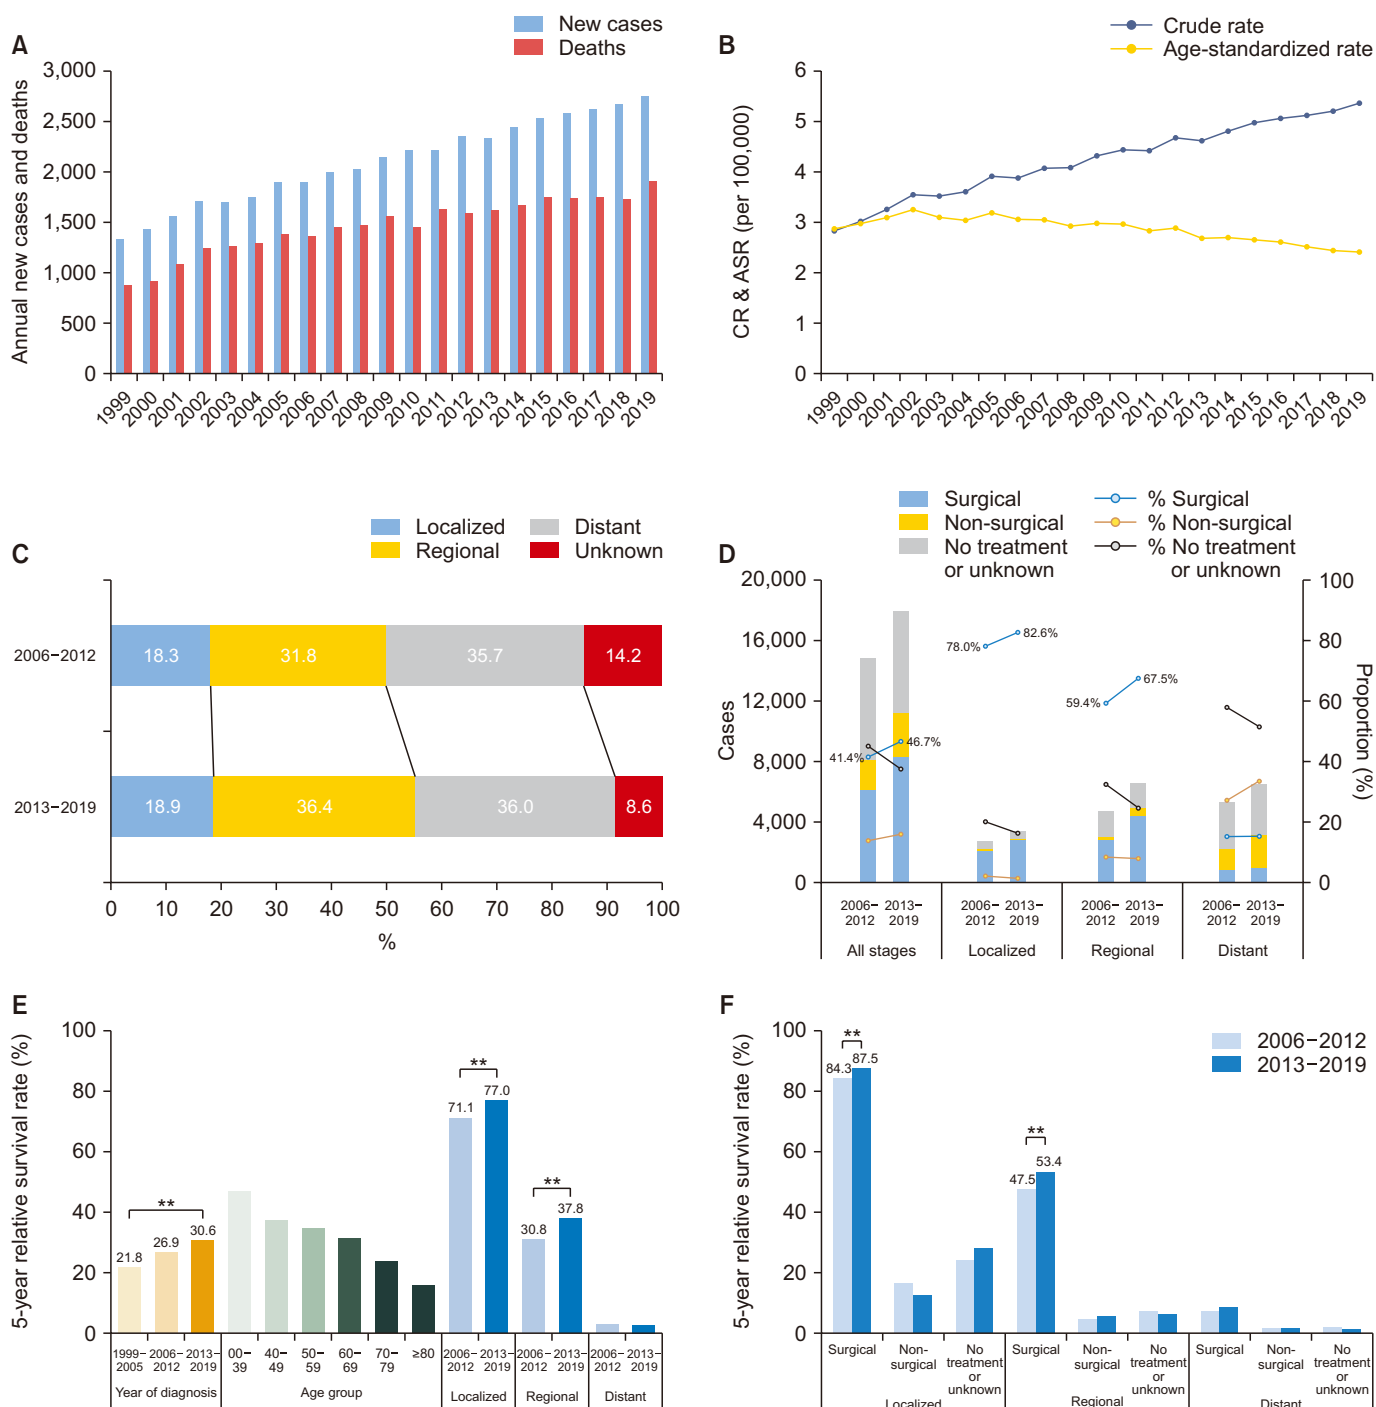 A
New cases
Deaths
Annual new cases and deaths
3,000
2,500
2,000
1,500
1,000
500
0
1999 2000 2001 2002 2003 2004 2005 2006 2007 2008 2009 2010 2011 2012 2013 2014 2015 2016 2017 2018 2019
B
Crude rate
Age-standardized rate
CR & ASR (per 100,000)
6
5
4
3
2
1
0
1999 2000 2001 2002 2003 2004 2005 2006 2007 2008 2009 2010 2011 2012 2013 2014 2015 2016 2017 2018 2019
C
Localized Distant
Regional Unknown
2006−2012 18.3 31.8 35.7 14.2
2013−2019 18.9 36.4 36.0 8.6
0 10 20 30 40 50 60 70 80 90 100
%
D
Surgical % Surgical
Non-surgical % Non-surgical
No treatment % No treatment
or unknown or unknown
Cases
20,000
16,000
12,000
8,000
4,000
0
Proportion (%)
100
80
60
40
20
0
41.4% 46.7%
78.0% 82.6%
59.4% 67.5%
2006− 2013− 2006− 2013− 2006− 2013− 2006− 2013−
2012 2019 2012 2019 2012 2019 2012 2019
All stages Localized Regional Distant
E
5-year relative survival rate (%)
100
80
60
40
20
0
21.8 26.9 30.6
**
71.1 77.0
**
30.8 37.8
**
1999− 2006− 2013− 00− 40− 50− 60− 70− ≥80 2006− 2013− 2006− 2013− 2006− 2013−
2005 2012 2019 39 49 59 69 79 2012 2019 2012 2019 2012 2019
Year of diagnosis Age group Localized Regional Distant
F
2006−2012
2013−2019
5-year relative survival rate (%)
100
80
60
40
20
0
**
84.3 87.5
**
47.5 53.4
Surgical Non- No Surgical Non- No Surgical Non- No
surgical treatment surgical treatment surgical treatment
or or or
unknown unknown unknown
Localized Regional Distant